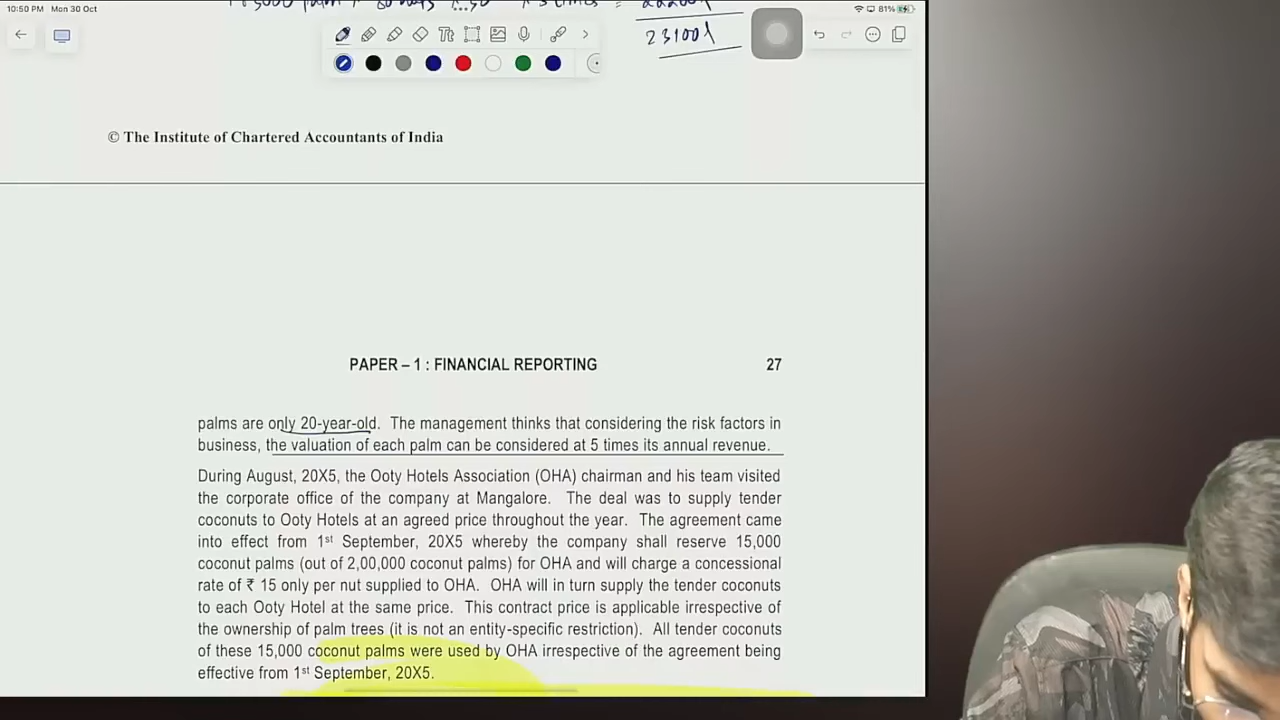 10:50 PM Mon 30 Oct
81%
23100l
© The Institute of Chartered Accountants of India
PAPER – 1 : FINANCIAL REPORTING 27
palms are only 20-year-old. The management thinks that considering the risk factors in
business, the valuation of each palm can be considered at 5 times its annual revenue.
During August, 20X5, the Ooty Hotels Association (OHA) chairman and his team visited
the corporate office of the company at Mangalore. The deal was to supply tender
coconuts to Ooty Hotels at an agreed price throughout the year. The agreement came
into effect from 1st September, 20X5 whereby the company shall reserve 15,000
coconut palms (out of 2,00,000 coconut palms) for OHA and will charge a concessional
rate of ₹ 15 only per nut supplied to OHA. OHA will in turn supply the tender coconuts
to each Ooty Hotel at the same price. This contract price is applicable irrespective of
the ownership of palm trees (it is not an entity-specific restriction). All tender coconuts
of these 15,000 coconut palms were used by OHA irrespective of the agreement being
effective from 1st September, 20X5.